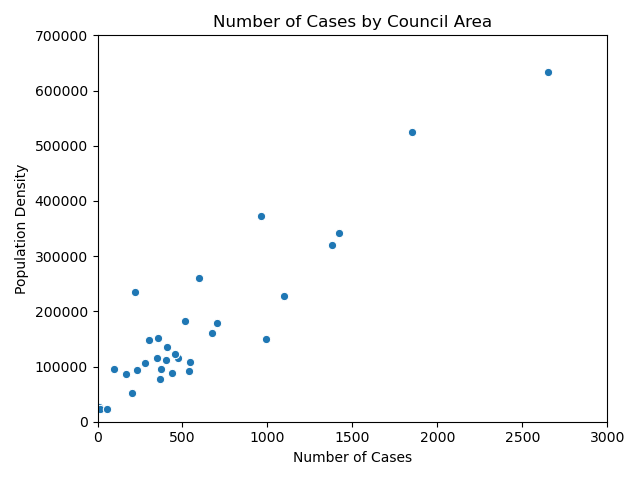 Number of Cases by Council Area
700000
600000
500000
400000
300000
200000
100000
0
Population Density
0 500 1000 1500 2000 2500 3000
Number of Cases